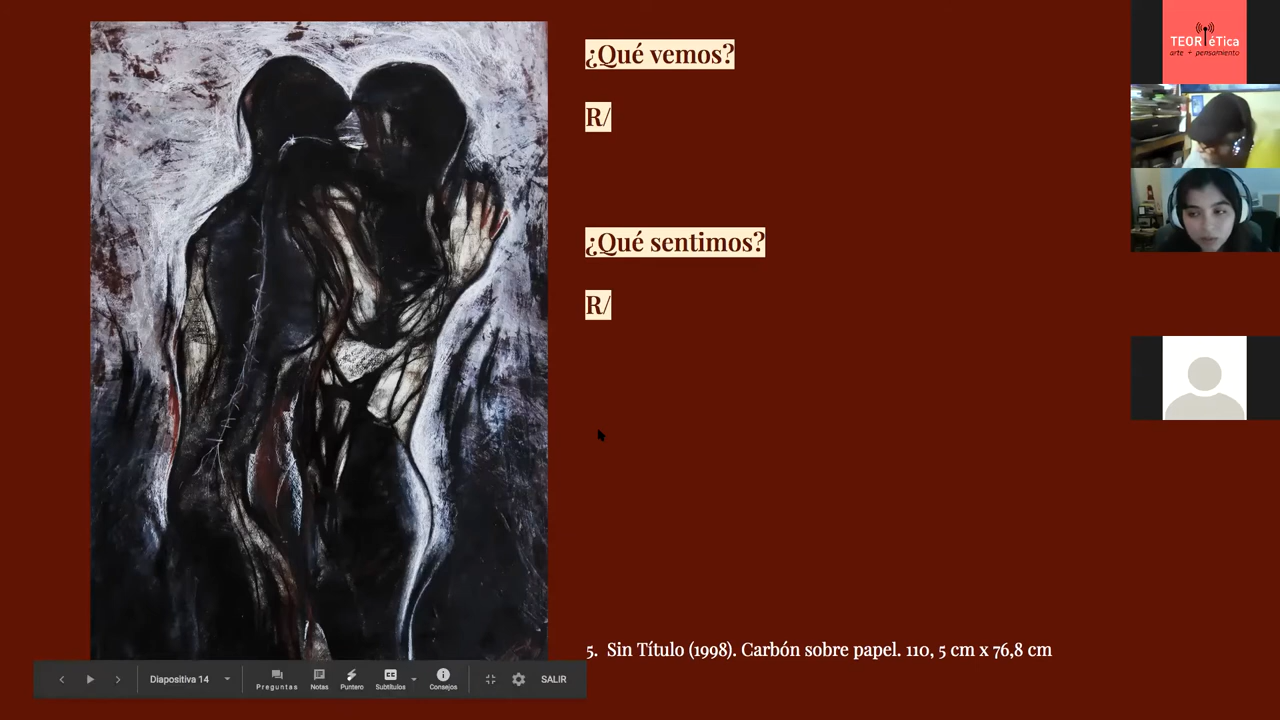 ¿Qué vemos?
R/
¿Qué sentimos?
R/
5. Sin Título (1998). Carbón sobre papel. 110, 5 cm x 76,8 cm
TEORéTica
arte + pensamiento
Diapositiva 14
Preguntas
Notas
Puntero
Subtítulos
Consejos
SALIR